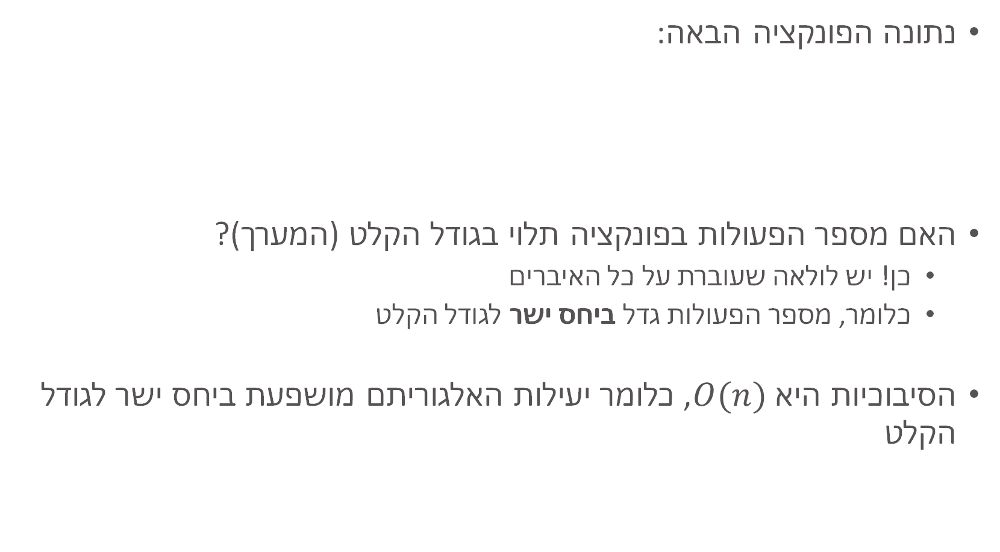 • נתונה הפונקציה הבאה:
• האם מספר הפעולות בפונקציה תלוי בגודל הקלט (המערך)?
• כן! יש לולאה שעוברת על כל האיברים
• כלומר, מספר הפעולות גדל ביחס ישר לגודל הקלט
• הסיבוכיות היא O(n), כלומר יעילות האלגוריתם מושפעת ביחס ישר לגודל
הקלט